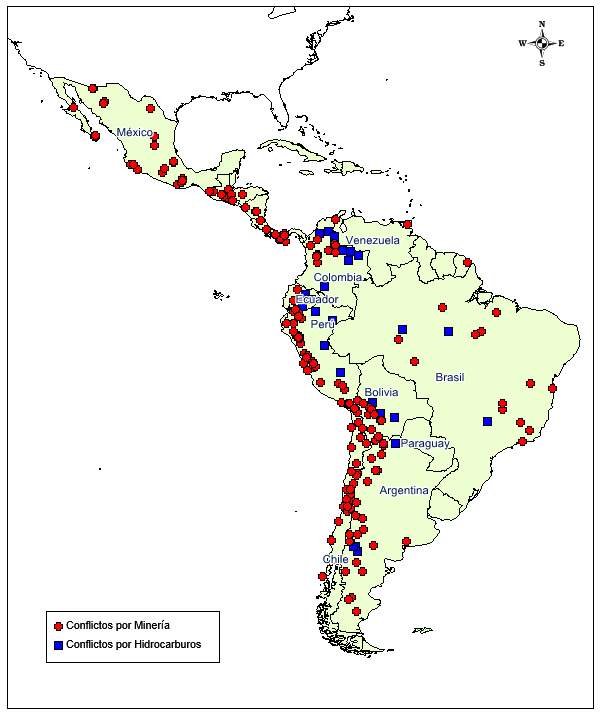 N
W E
S
México
Venezuela
Colombia
Ecuador
Perú
Brasil
Bolivia
Paraguay
Argentina
Chile
Conflictos por Minería
Conflictos por Hidrocarburos